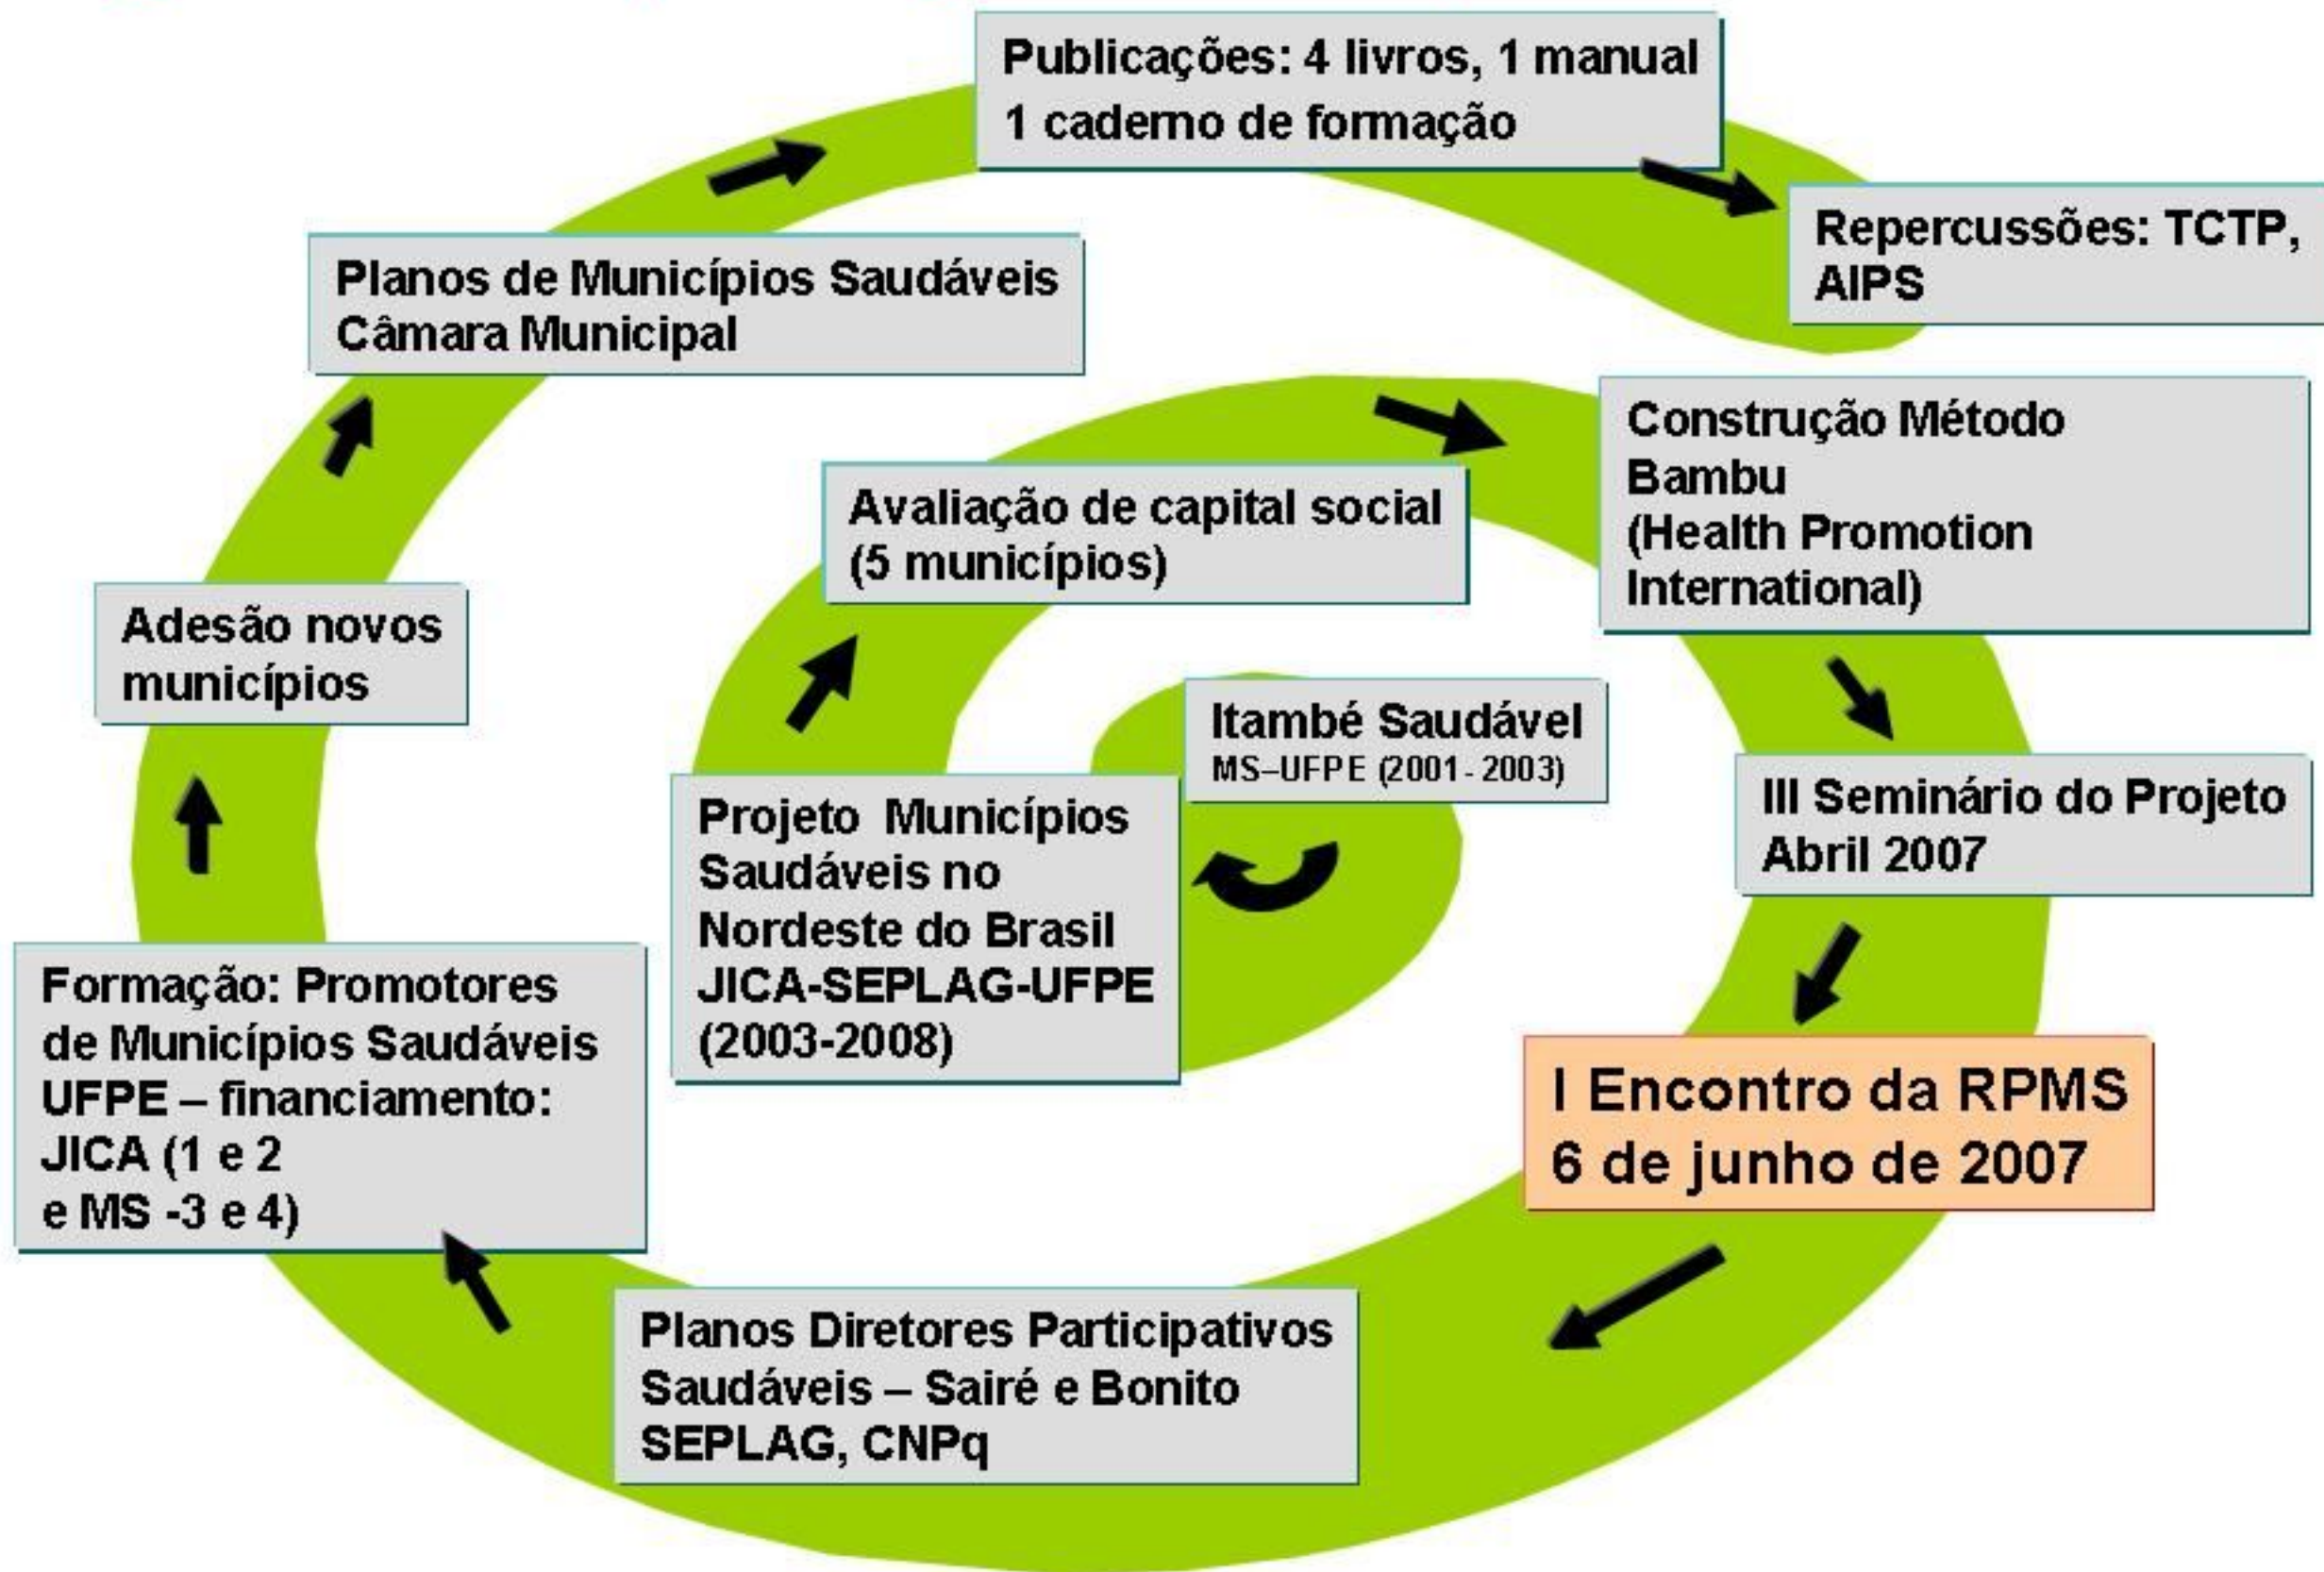 Publicações: 4 livros, 1 manual
1 caderno de formação
Repercussões: TCTP,
AIPS
Planos de Municípios Saudáveis
Câmara Municipal
Construção Método
Bambu
(Health Promotion
International)
Avaliação de capital social
(5 municípios)
Adesão novos
municípios
Itambé Saudável
MS–UFPE (2001- 2003)
III Seminário do Projeto
Abril 2007
Projeto Municípios
Saudáveis no
Nordeste do Brasil
JICA-SEPLAG-UFPE
(2003-2008)
Formação: Promotores
de Municípios Saudáveis
UFPE – financiamento:
JICA (1 e 2
e MS -3 e 4)
I Encontro da RPMS
6 de junho de 2007
Planos Diretores Participativos
Saudáveis – Sairé e Bonito
SEPLAG, CNPq